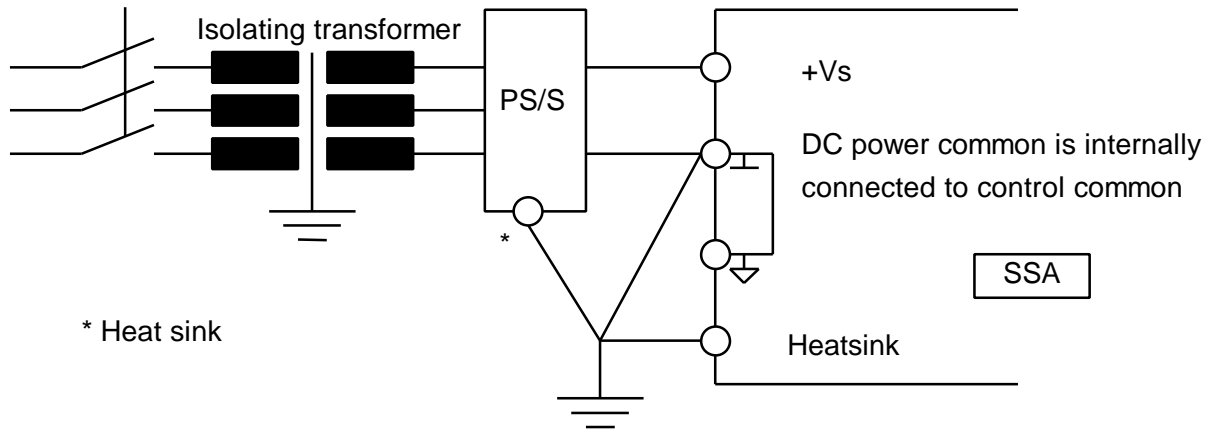 Isolating transformer
PS/S
+Vs
DC power common is internally
connected to control common
*
SSA
* Heat sink
Heatsink